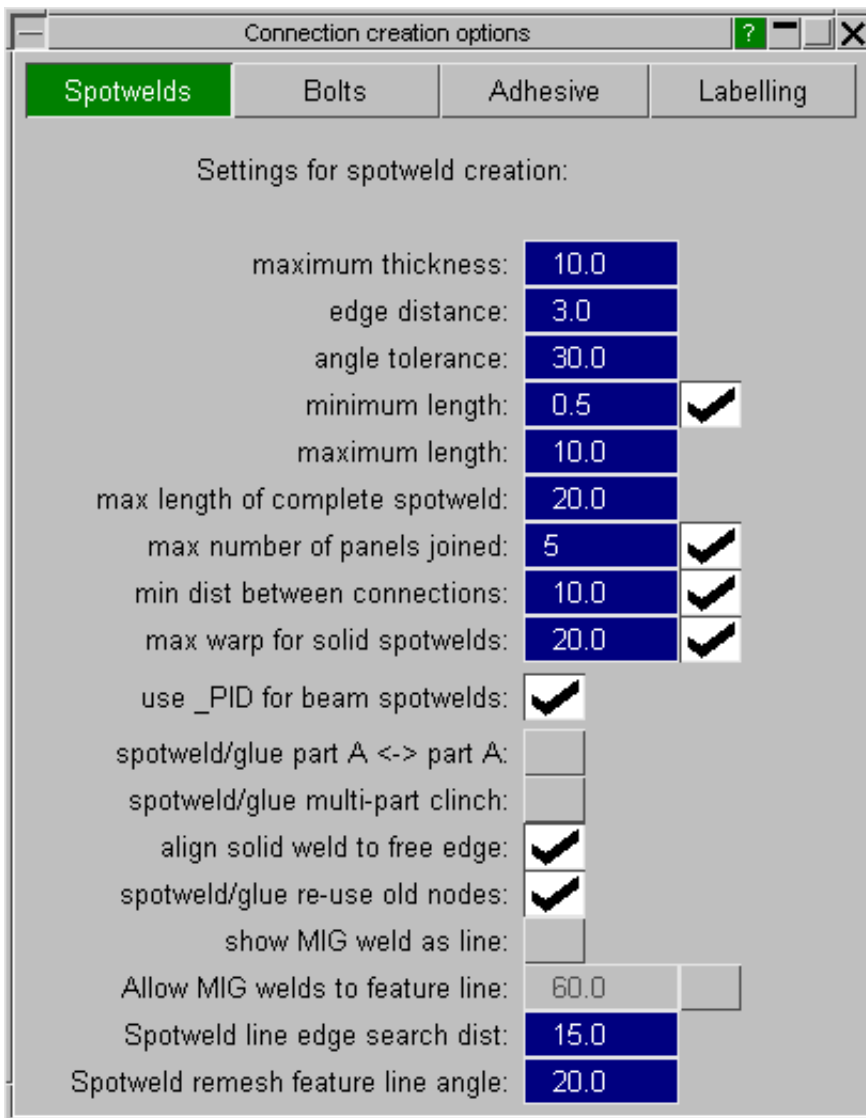 Connection creation options ?
Spotwelds Bolts Adhesive Labelling
Settings for spotweld creation:
maximum thickness: 10.0
edge distance: 3.0
angle tolerance: 30.0
minimum length: 0.5
maximum length: 10.0
max length of complete spotweld: 20.0
max number of panels joined: 5
min dist between connections: 10.0
max warp for solid spotwelds: 20.0
use _PID for beam spotwelds:
spotweld/glue part A <-> part A:
spotweld/glue multi-part clinch:
align solid weld to free edge:
spotweld/glue re-use old nodes:
show MIG weld as line:
Allow MIG welds to feature line: 60.0
Spotweld line edge search dist: 15.0
Spotweld remesh feature line angle: 20.0